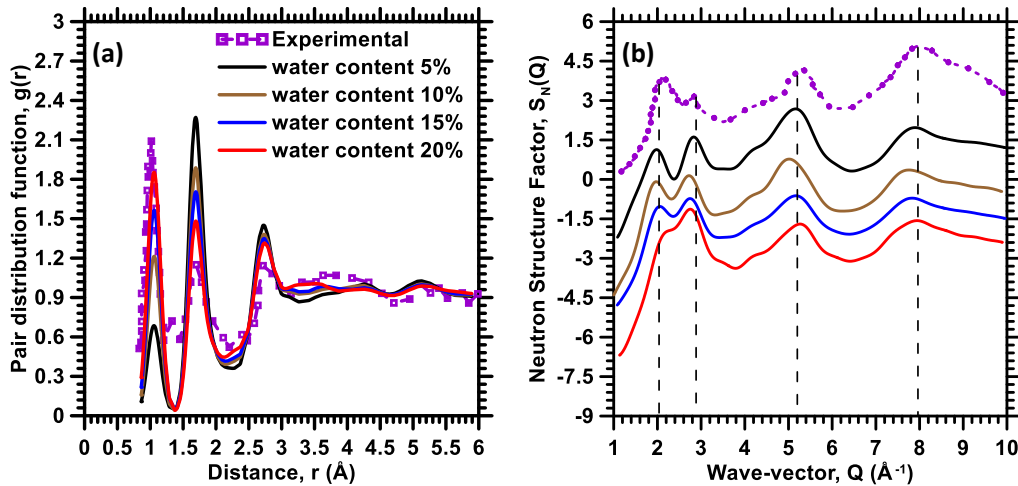 (a)
Experimental
water content 5%
water content 10%
water content 15%
water content 20%
Pair distribution function, g(r)
3
2.7
2.4
2.1
1.8
1.5
1.2
0.9
0.6
0.3
0
0 0.5 1 1.5 2 2.5 3 3.5 4 4.5 5 5.5 6
Distance, r (Å)
(b)
Neutron Structure Factor, S_N(Q)
6
4.5
3
1.5
0
-1.5
-3
-4.5
-6
-7.5
-9
1 2 3 4 5 6 7 8 9 10
Wave-vector, Q (Å⁻¹)